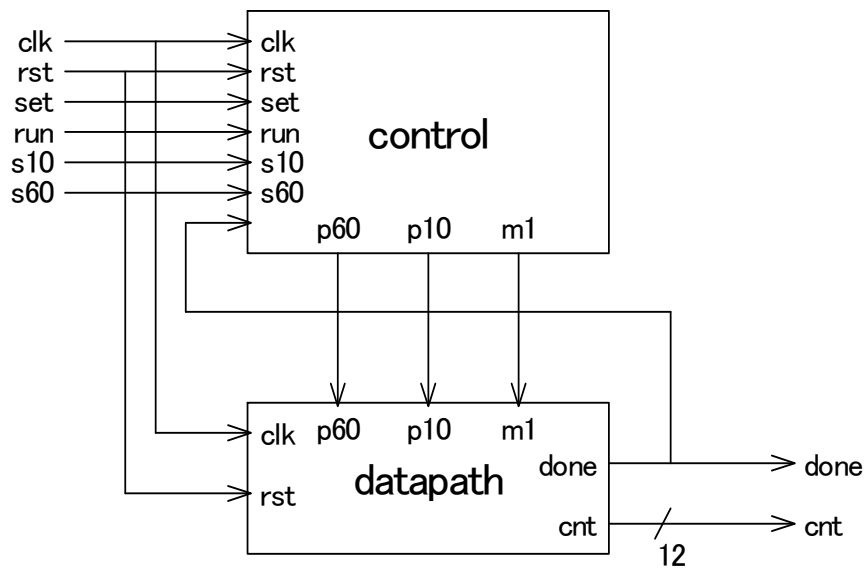 clk clk
rst rst
set set
run run
s10 s10
s60 s60
control
p60 p10 m1
clk p60 p10 m1
done done
datapath
rst
cnt cnt
12